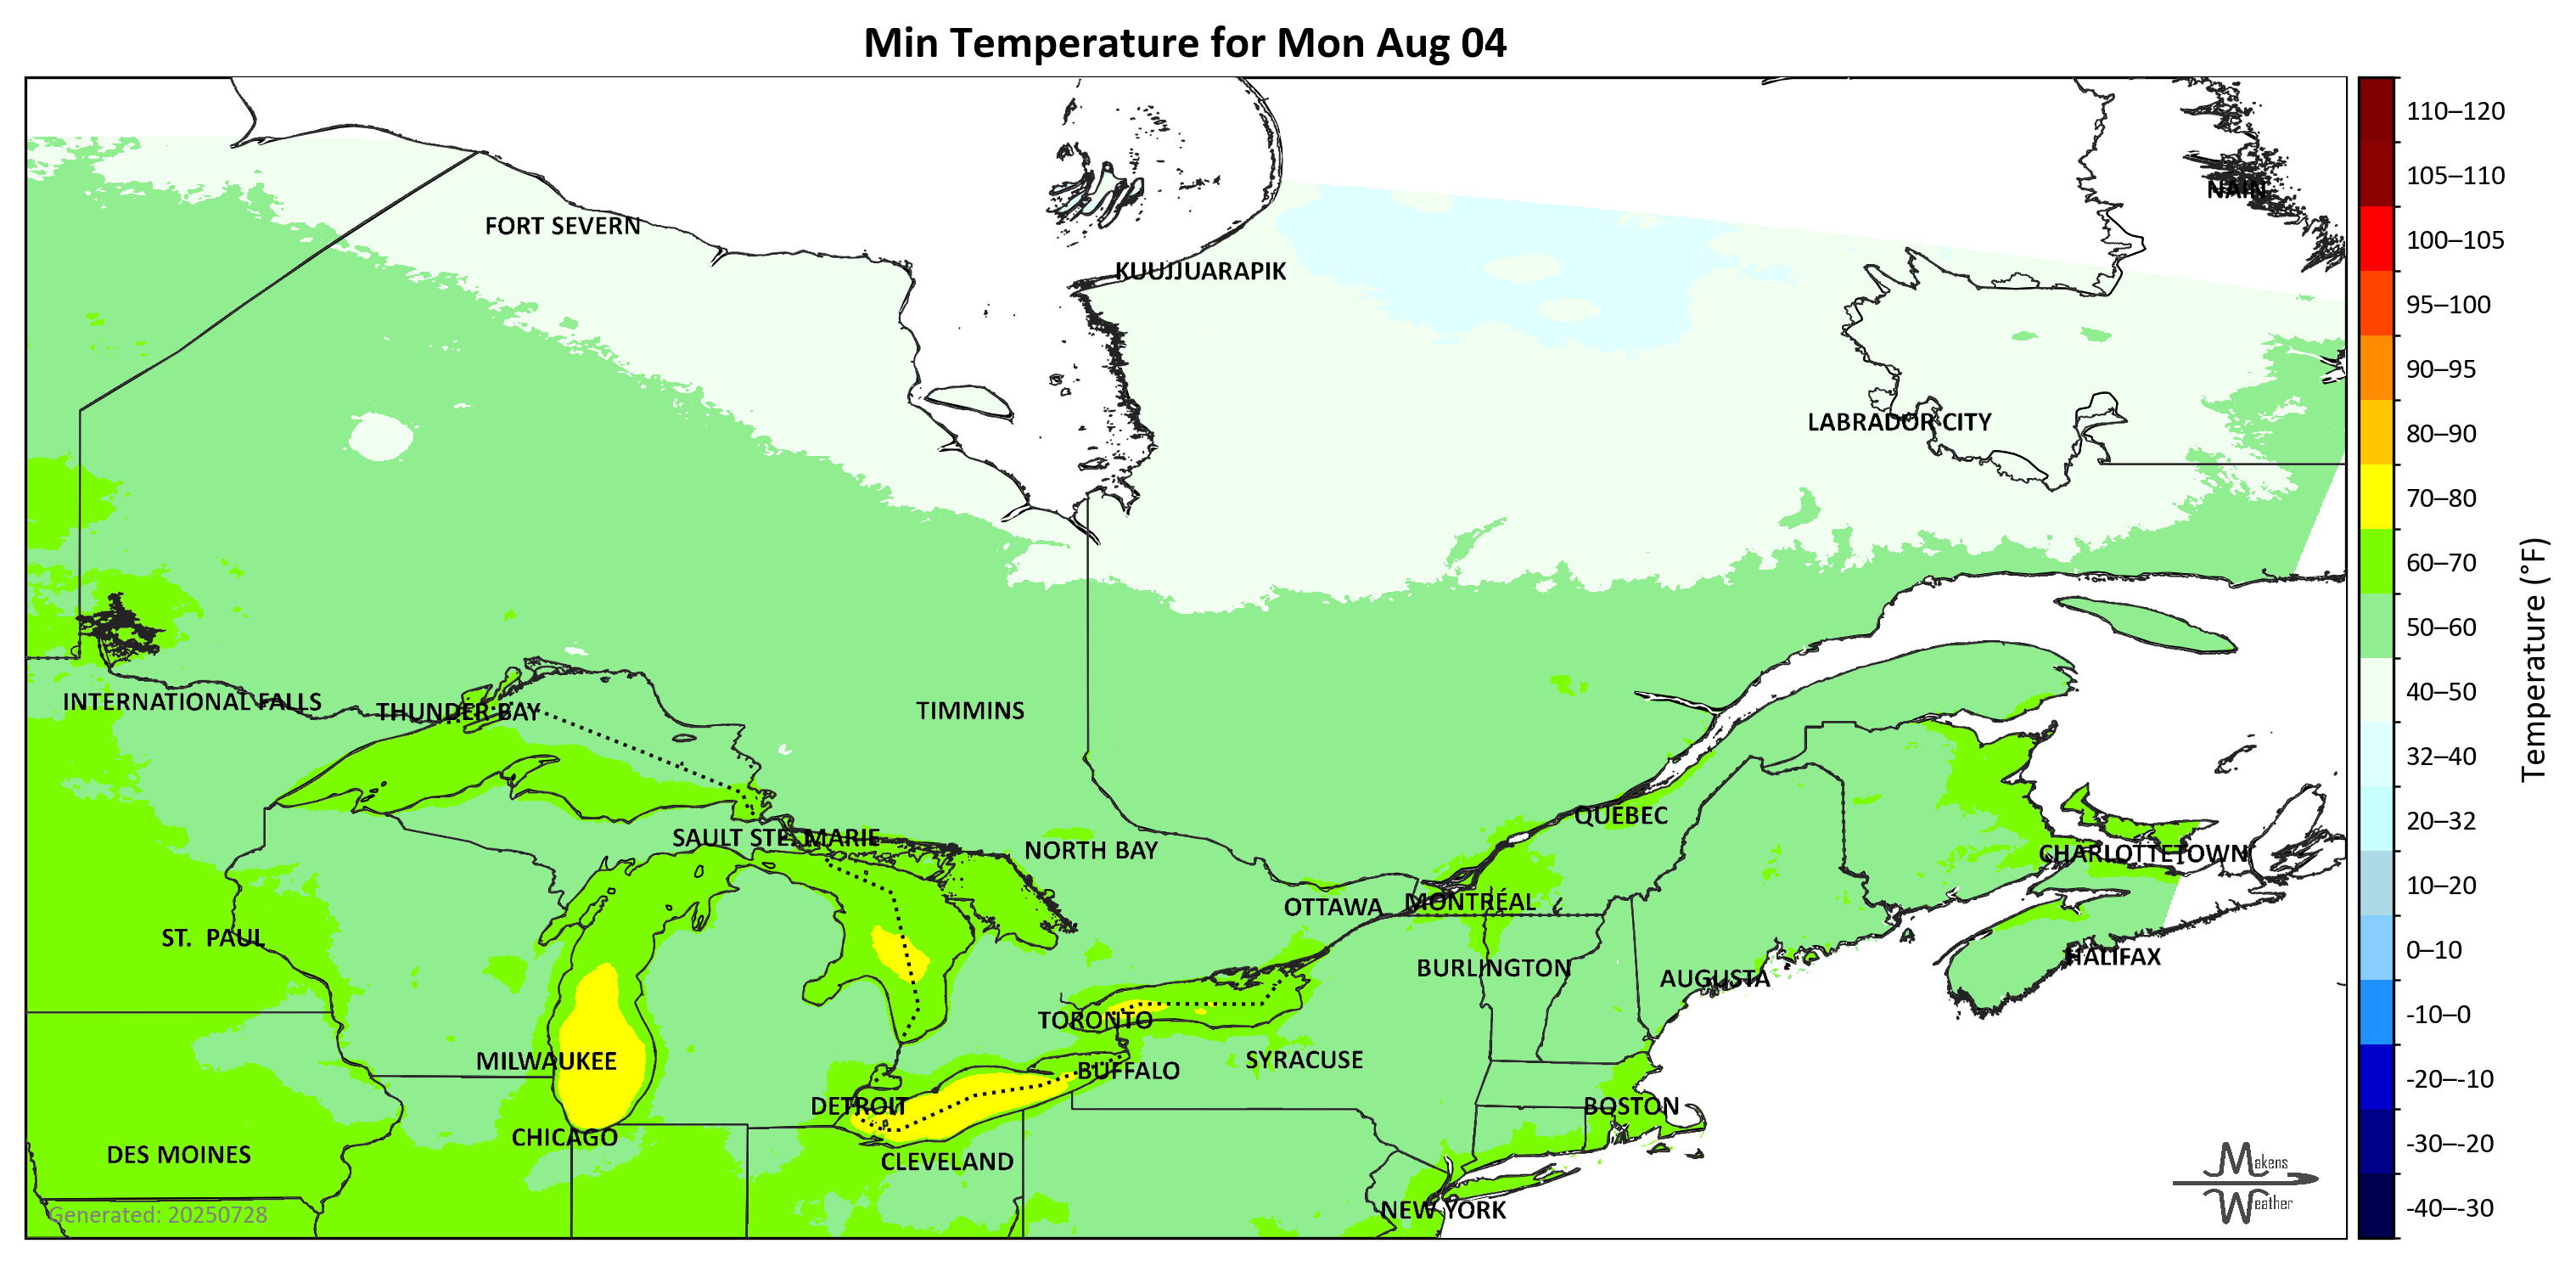 Min Temperature for Mon Aug 04
NAIN
FORT SEVERN
KUUJJUARAPIK
LABRADOR CITY
INTERNATIONAL FALLS
THUNDER BAY
TIMMINS
SAULT STE. MARIE
NORTH BAY
QUÉBEC
CHARLOTTETOWN
OTTAWA
MONTRÉAL
ST. PAUL
BURLINGTON
AUGUSTA
HALIFAX
TORONTO
MILWAUKEE
SYRACUSE
BUFFALO
DETROIT
BOSTON
CHICAGO
DES MOINES
CLEVELAND
NEW YORK
Generated: 20250728
Makens
Weather
110–120
105–110
100–105
95–100
90–95
80–90
70–80
60–70
50–60
40–50
32–40
20–32
10–20
0–10
-10–0
-20–-10
-30–-20
-40–-30
Temperature (°F)